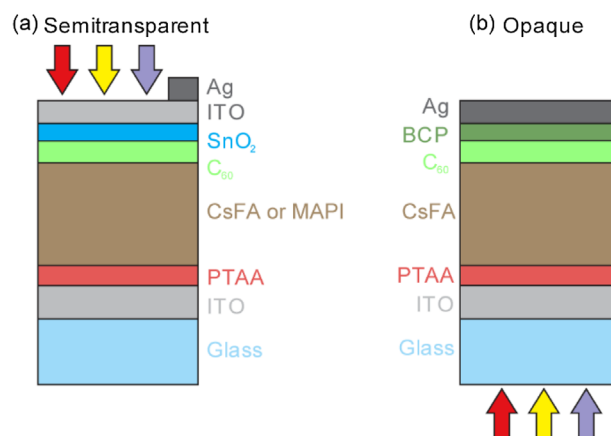 (a) Semitransparent
Ag
ITO
SnO₂
C₆₀
CsFA or MAPI
PTAA
ITO
Glass
(b) Opaque
Ag
BCP
C₆₀
CsFA
PTAA
ITO
Glass